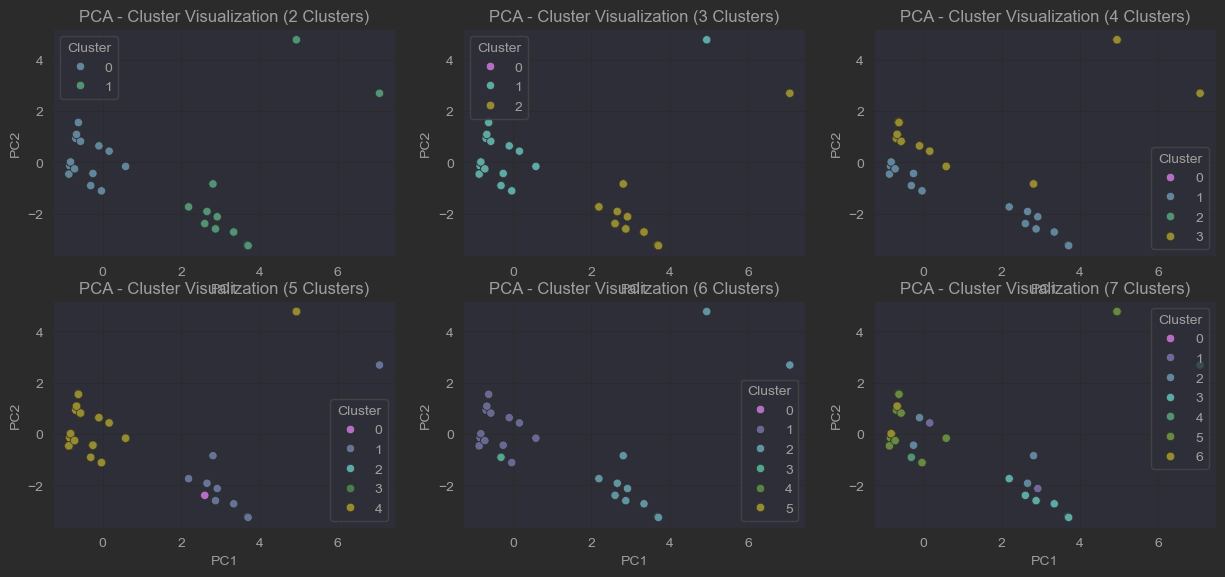 PCA - Cluster Visualization (2 Clusters)
PCA - Cluster Visualization (3 Clusters)
PCA - Cluster Visualization (4 Clusters)
Cluster
0
1
Cluster
0
1
2
Cluster
0
1
2
3
4
2
0
−2
PC2
4
2
0
−2
PC2
4
2
0
−2
PC2
0 2 4 6
0 2 4 6
0 2 4 6
PCA - Cluster Visualization (5 Clusters)
PCA - Cluster Visualization (6 Clusters)
PCA - Cluster Visualization (7 Clusters)
Cluster
0
1
2
3
4
Cluster
0
1
2
3
4
5
Cluster
0
1
2
3
4
5
6
4
2
0
−2
PC2
4
2
0
−2
PC2
4
2
0
−2
PC2
0 2 4 6
0 2 4 6
0 2 4 6
PC1
PC1
PC1